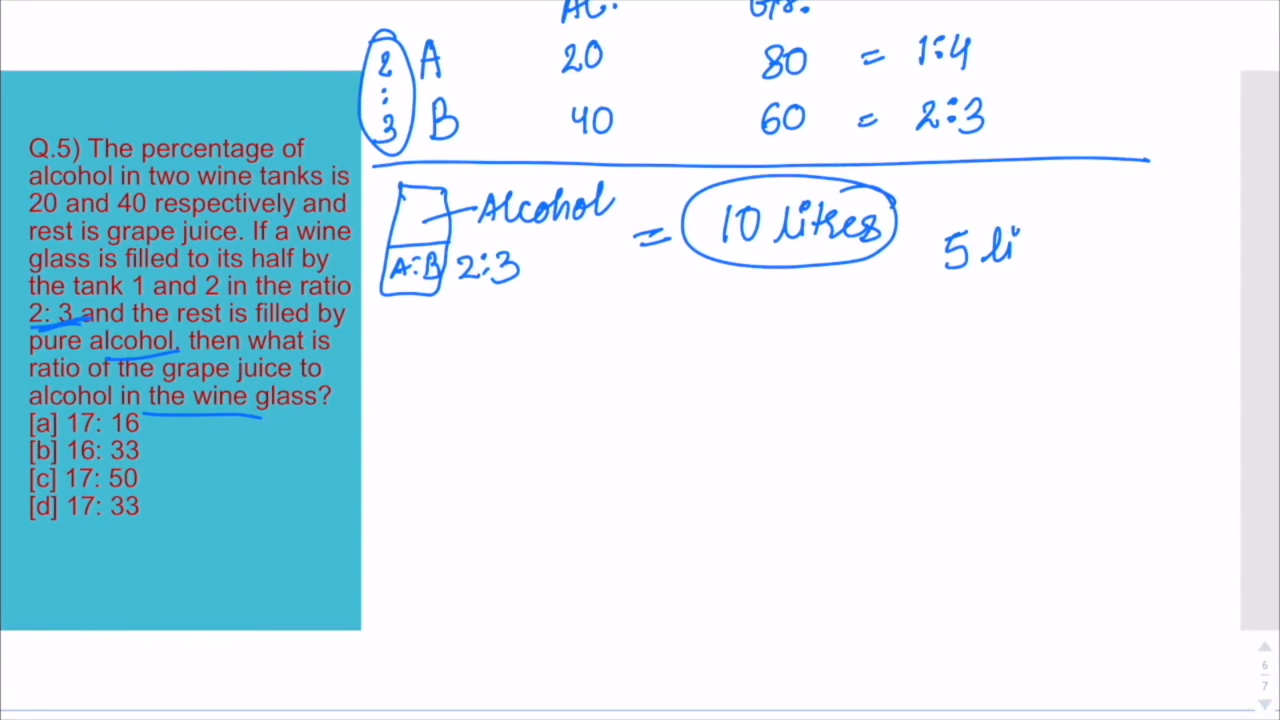 Al. Gr.
2 A 20 80 = 1:4
:
3 B 40 60 = 2:3
Alcohol
= 10 litres
5 li
A:B 2:3
Q.5) The percentage of
alcohol in two wine tanks is
20 and 40 respectively and
rest is grape juice. If a wine
glass is filled to its half by
the tank 1 and 2 in the ratio
2: 3 and the rest is filled by
pure alcohol, then what is
ratio of the grape juice to
alcohol in the wine glass?
[a] 17: 16
[b] 16: 33
[c] 17: 50
[d] 17: 33
6
7